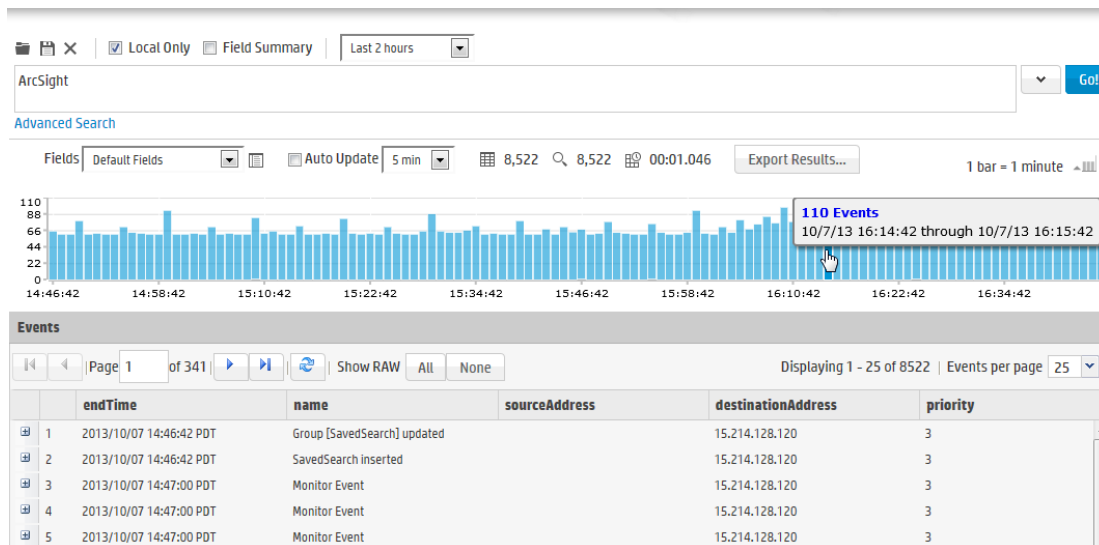 Local Only Field Summary Last 2 hours
ArcSight
Go!
Advanced Search
Fields Default Fields Auto Update 5 min 8,522 8,522 00:01.046 Export Results... 1 bar = 1 minute
110
88
66
44
22
0
110 Events
10/7/13 16:14:42 through 10/7/13 16:15:42
14:46:42 14:58:42 15:10:42 15:22:42 15:34:42 15:46:42 15:58:42 16:10:42 16:22:42 16:34:42
Events
Page 1 of 341 Show RAW All None Displaying 1 - 25 of 8522 Events per page 25
endTime name sourceAddress destinationAddress priority
1 2013/10/07 14:46:42 PDT Group [SavedSearch] updated 15.214.128.120 3
2 2013/10/07 14:46:42 PDT SavedSearch inserted 15.214.128.120 3
3 2013/10/07 14:47:00 PDT Monitor Event 15.214.128.120 3
4 2013/10/07 14:47:00 PDT Monitor Event 15.214.128.120 3
5 2013/10/07 14:47:00 PDT Monitor Event 15.214.128.120 3